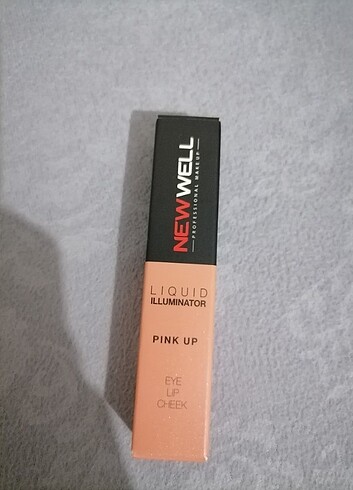 NEWWELL
PROFESSIONAL MAKEUP
LIQUID
ILLUMINATOR
PINK UP
EYE
LIP
CHEEK